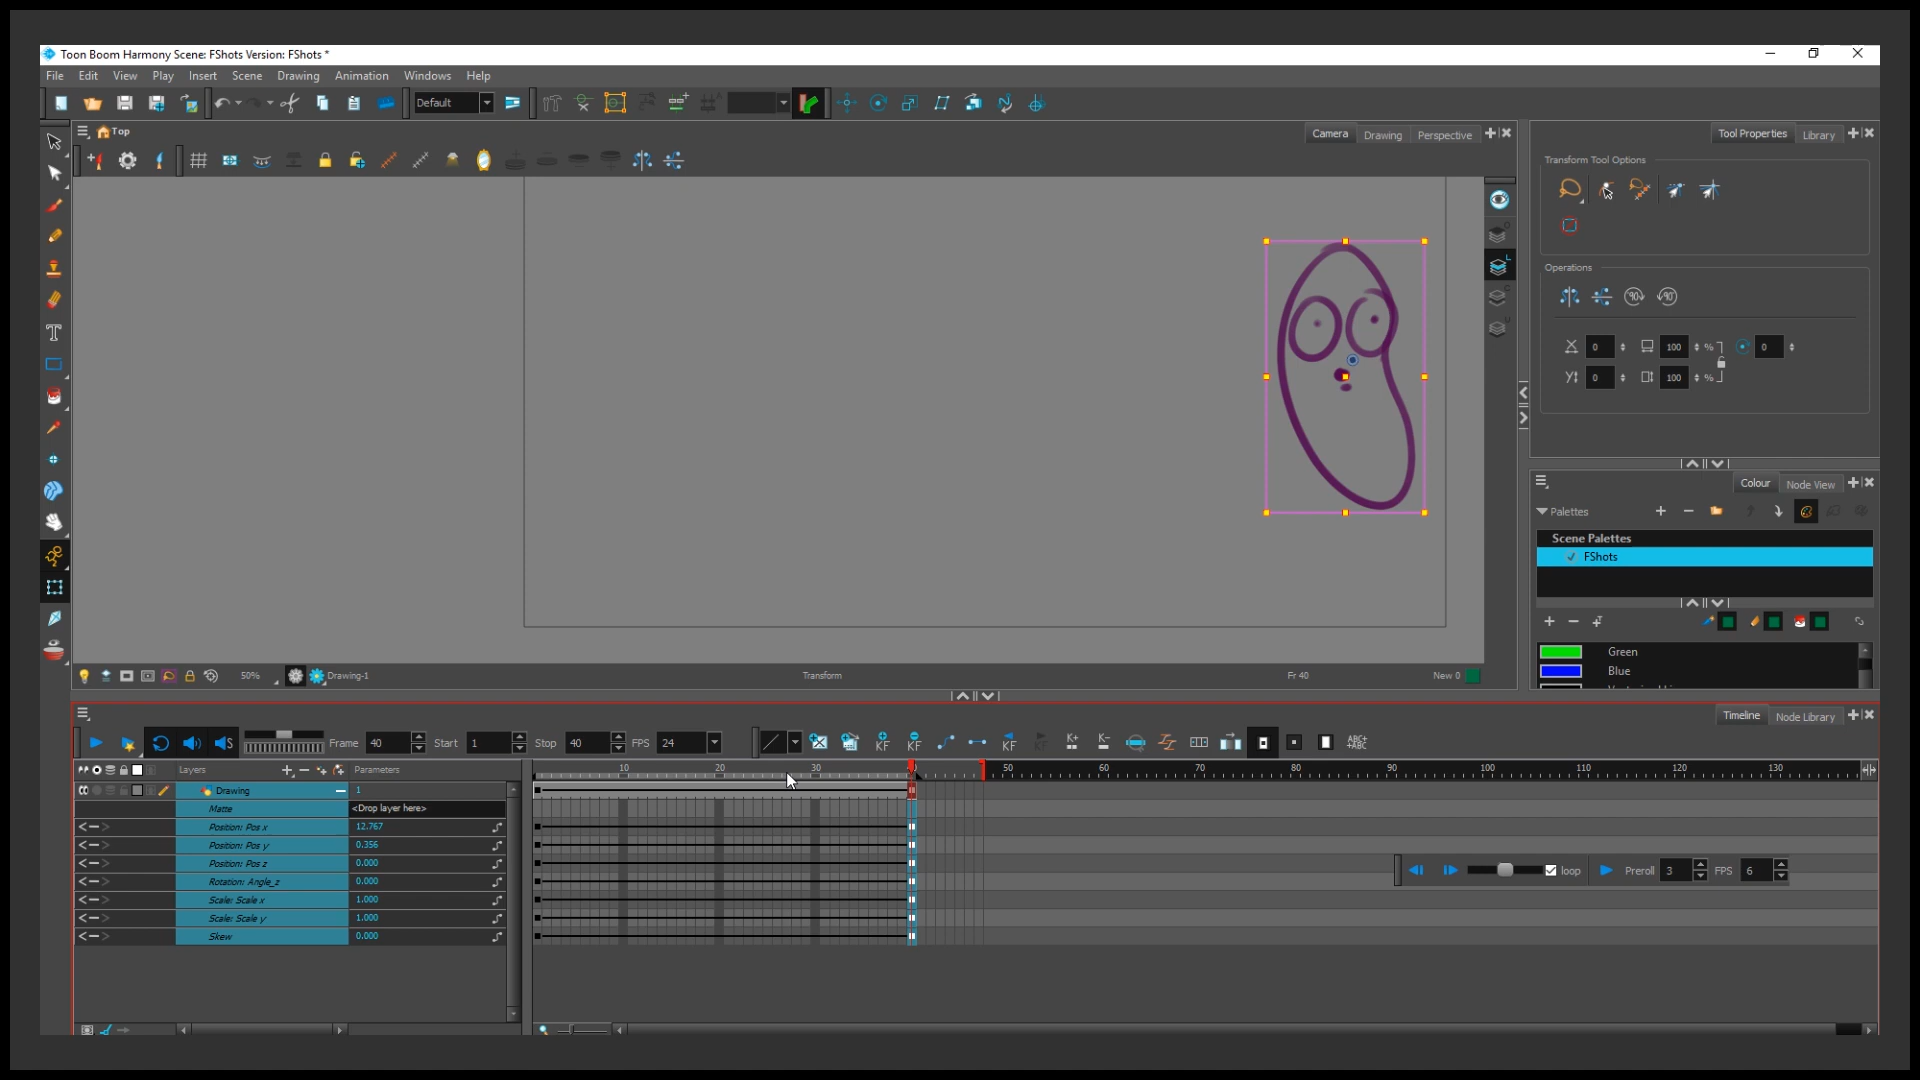 Toon Boom Harmony Scene: FShots Version: FShots *
File Edit View Play Insert Scene Drawing Animation Windows Help
Default
Top
Camera Drawing Perspective
Tool Properties Library
Transform Tool Options
Operations
X 0 100 % 0
Y 0 100 %
Colour Node View
Palettes
Scene Palettes
FShots
Green
Blue
50% Drawing-1 Transform Fr 40 New 0
Timeline Node Library
Frame 40 Start 1 Stop 40 FPS 24
KF KF KF KF K+ K- ABC+ ABC
Layers Parameters
10 20 30 50 60 70 80 90 100 110 120 130
Drawing 1
Matte <Drop layer here>
Position: Pos x 12.767
Position: Pos y 0.356
Position: Pos z 0.000
loop Preroll 3 FPS 6
Rotation: Angle_z 0.000
Scale: Scale x 1.000
Scale: Scale y 1.000
Skew 0.000